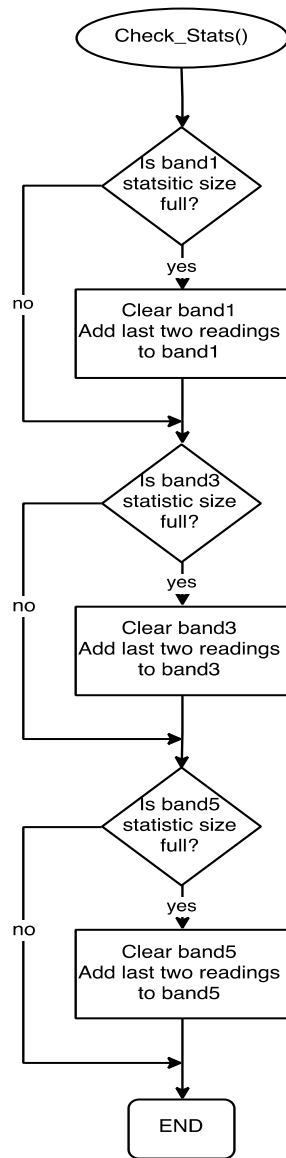 Check_Stats()
Is band1
statsitic size
full?
yes
no
Clear band1
Add last two readings
to band1
Is band3
statistic size
full?
yes
no
Clear band3
Add last two readings
to band3
Is band5
statistic size
full?
yes
no
Clear band5
Add last two readings
to band5
END